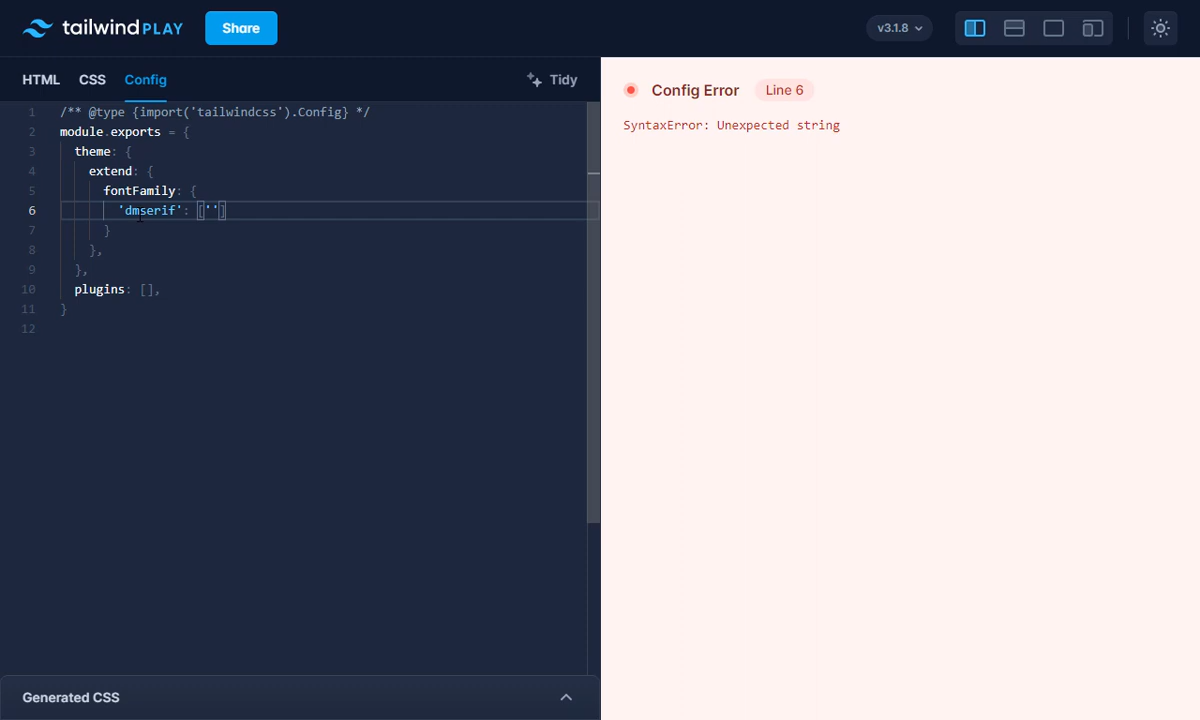 tailwind PLAY
Share
v3.1.8
HTML CSS Config
Tidy
1 /** @type {import('tailwindcss').Config} */
2 module.exports = {
3 theme: {
4 extend: {
5 fontFamily: {
6 'dmserif': ['']
7 }
8 },
9 },
10 plugins: [],
11 }
12
Generated CSS
Config Error Line 6
SyntaxError: Unexpected string